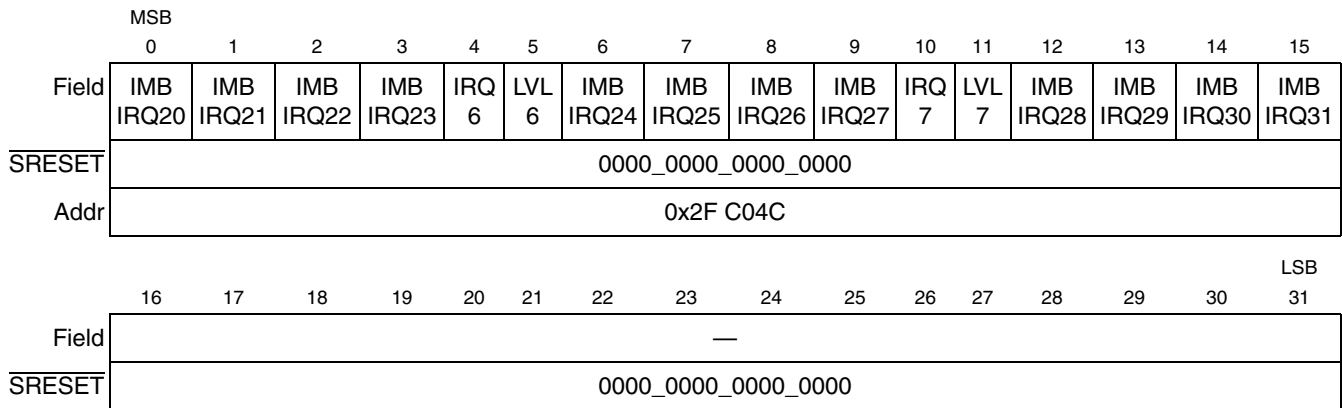 MSB
0 1 2 3 4 5 6 7 8 9 10 11 12 13 14 15
Field IMB IRQ20 IMB IRQ21 IMB IRQ22 IMB IRQ23 IRQ 6 LVL 6 IMB IRQ24 IMB IRQ25 IMB IRQ26 IMB IRQ27 IRQ 7 LVL 7 IMB IRQ28 IMB IRQ29 IMB IRQ30 IMB IRQ31
SRESET 0000_0000_0000_0000
Addr 0x2F C04C
LSB
16 17 18 19 20 21 22 23 24 25 26 27 28 29 30 31
Field —
SRESET 0000_0000_0000_0000